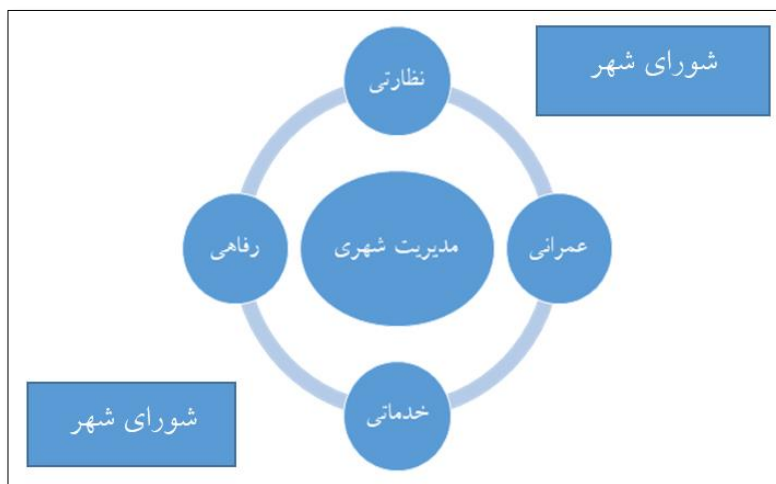 شورای شهر
نظارتی
عمرانی
مدیریت شهری
رفاهی
خدماتی
شورای شهر